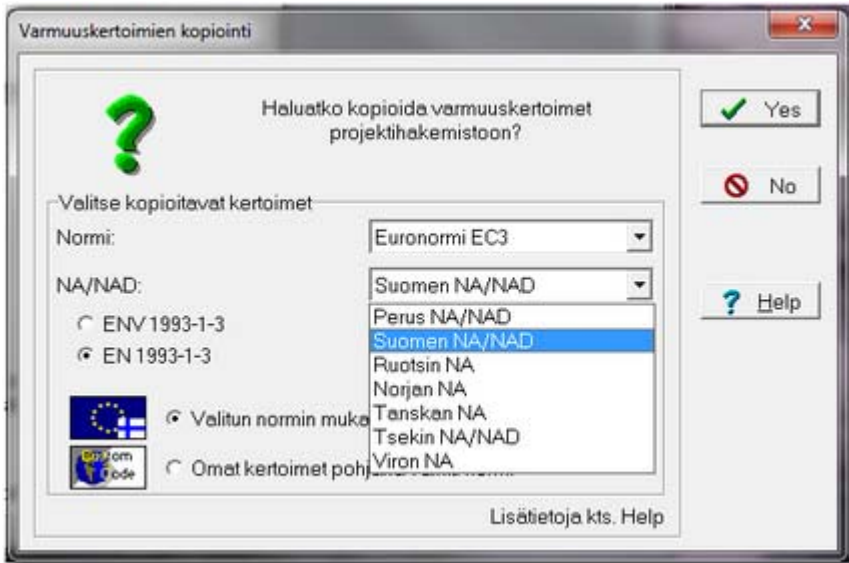 Varmuuskertoimien kopiointi
Haluatko kopioida varmuuskertoimet
projektihakemistoon?
Yes
No
Help
Valitse kopioitavat kertoimet
Normi:
Euronormi EC3
NA/NAD:
Suomen NA/NAD
Perus NA/NAD
Suomen NA/NAD
Ruotsin NA
Norjan NA
Tanskan NA
Tsekin NA/NAD
Viron NA
ENV 1993-1-3
EN 1993-1-3
Valitun normin muka
Omat kertoimet
Lisätietoja kts. Help